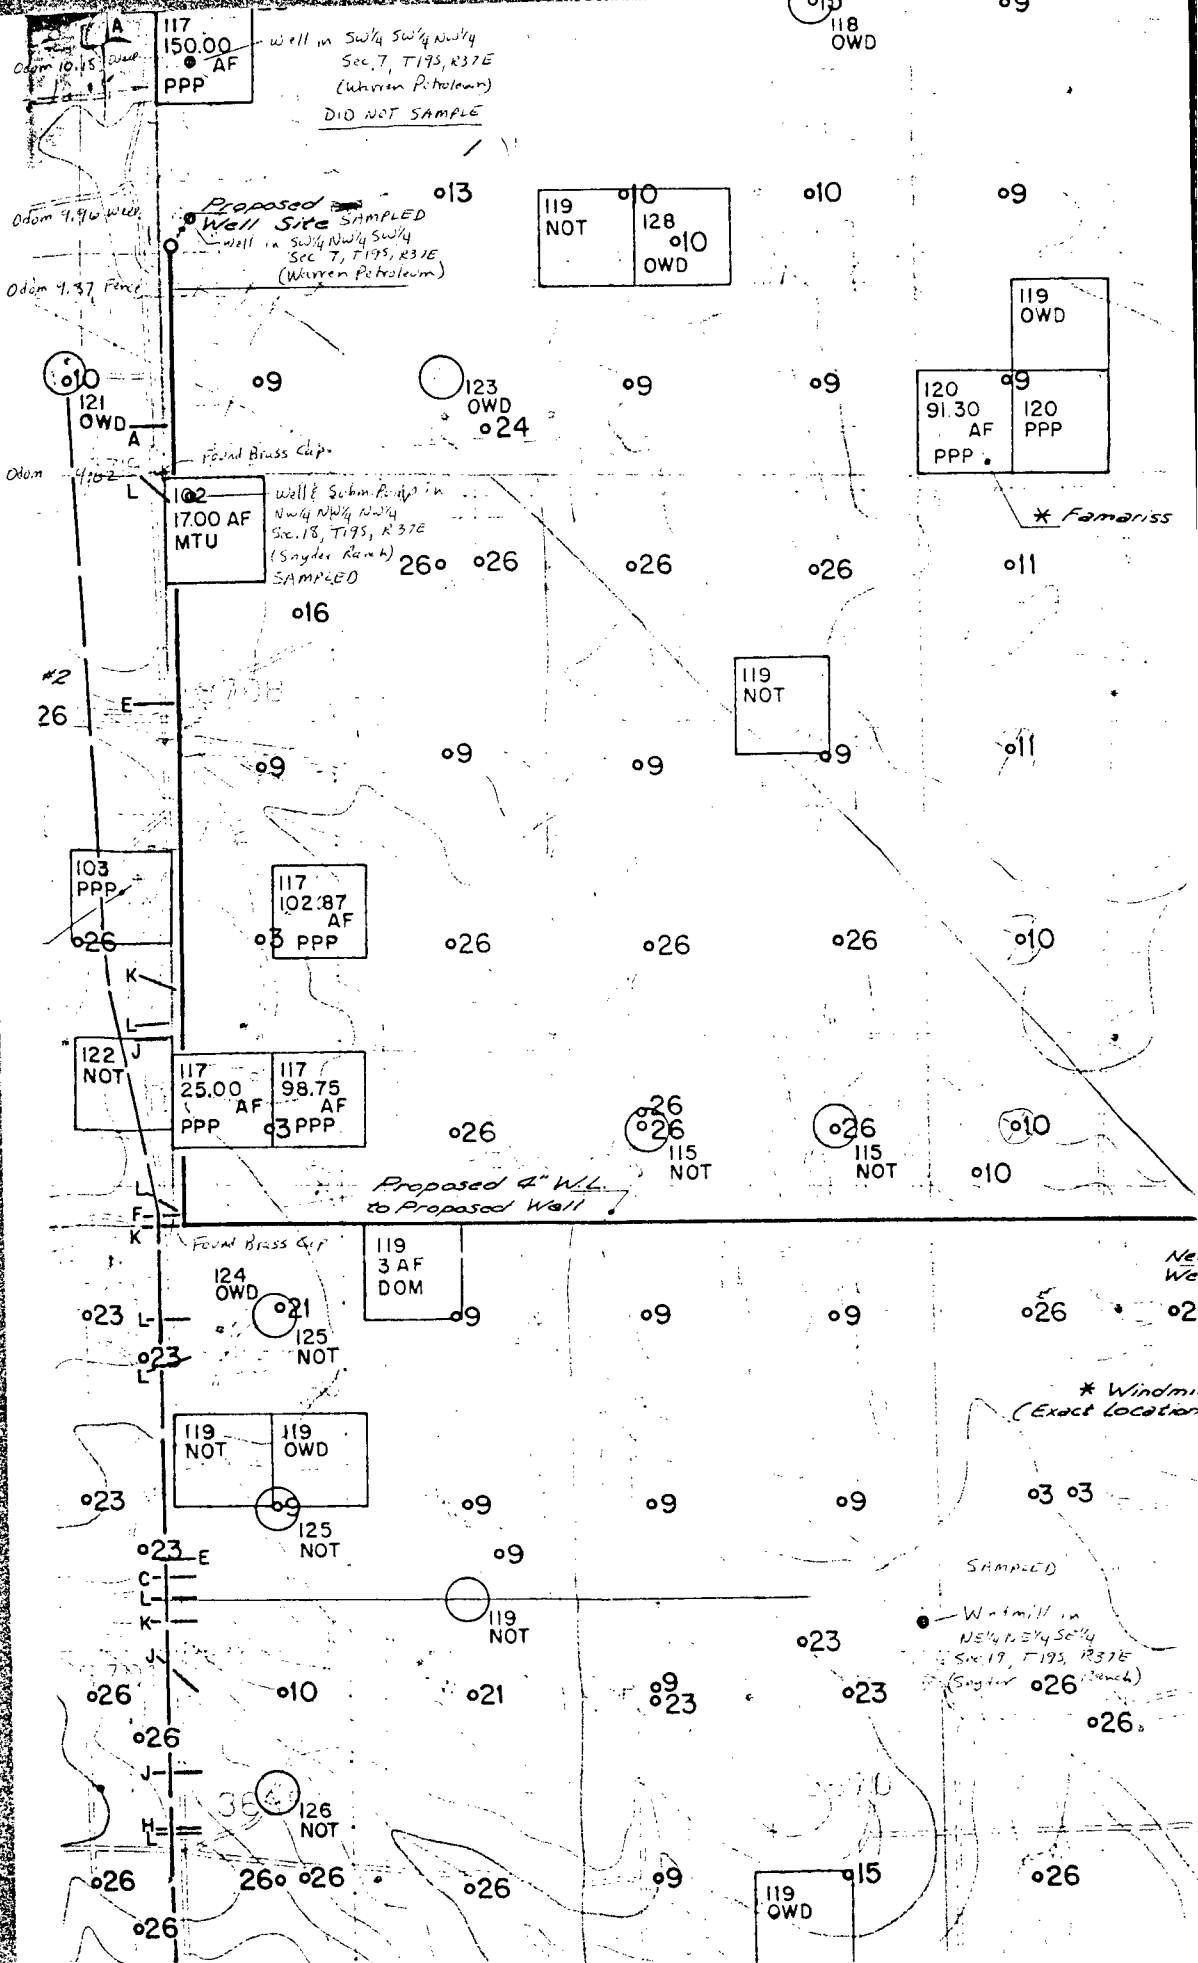 A
117
150.00
AF
PPP
Well in SW¼ SW¼ NW¼
Sec. 7, T19S, R37E
(Warren Petroleum)
DID NOT SAMPLE
118
OWD
9
Odom 10.15
13
10
10
9
Odom 9.96 Well
Proposed
Well Site SAMPLED
Well in SW¼ NW¼ SW¼
Sec 7, T19S, R37E
(Warren Petroleum)
119
NOT
128
10
OWD
Odom 9.37 Fence
119
OWD
10
121
OWD
A
9
123
OWD
24
9
9
9
120
91.30
AF
PPP
120
PPP
* Famariss
Found Brass Cap
Odom
C
L
102
17.00 AF
MTU
Well & Subm. Pump in
NW¼ NW¼ NW¼
Sec. 18, T19S, R37E
(Snyder Ranch)
SAMPLED
26
26
26
26
11
16
#2
26
E
119
NOT
9
9
9
9
11
103
PPP
117
102.87
AF
PPP
26
3
26
26
26
10
K
L
J
122
NOT
117
25.00
AF
PPP
117
98.75
AF
PPP
3
26
26
26
115
NOT
26
115
NOT
10
10
Proposed 4" W.L.
to Proposed Well
L
F
K
Found Brass Cap
119
3 AF
DOM
124
OWD
21
125
NOT
23
L
23
L
9
9
9
26
2
* Windmi
(Exact Location
119
NOT
119
OWD
23
9
125
NOT
9
9
9
3
3
23
E
9
C
L
K
J
119
NOT
SAMPLED
Windmill in
NE¼ NE¼ SE¼
Sec. 19, T19S, R37E
(Snyder Ranch)
23
26
10
21
9
23
23
26
26
26
J
126
NOT
H
L
26
26
26
26
9
15
26
119
OWD
26